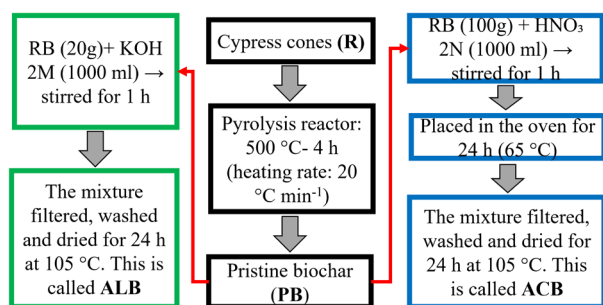 RB (20g)+ KOH
2M (1000 ml) →
stirred for 1 h
The mixture
filtered, washed
and dried for 24 h
at 105 °C. This is
called ALB
Cypress cones (R)
Pyrolysis reactor:
500 °C- 4 h
(heating rate: 20
°C min⁻¹)
Pristine biochar
(PB)
RB (100g) + HNO₃
2N (1000 ml) →
stirred for 1 h
Placed in the oven for
24 h (65 °C)
The mixture filtered,
washed and dried for
24 h at 105 °C. This
is called ACB